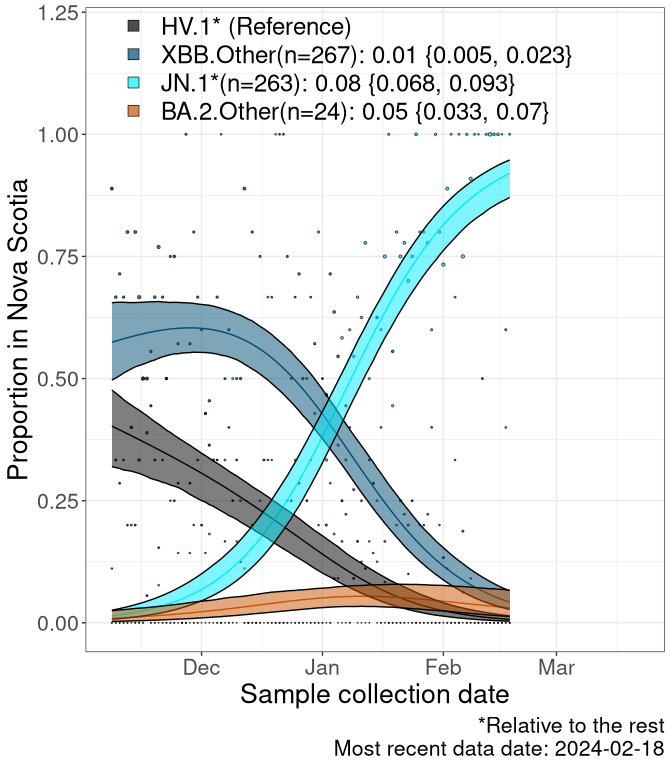 1.25
HV.1* (Reference)
XBB.Other(n=267): 0.01 {0.005, 0.023}
JN.1*(n=263): 0.08 {0.068, 0.093}
BA.2.Other(n=24): 0.05 {0.033, 0.07}
1.00
0.75
0.50
0.25
0.00
Proportion in Nova Scotia
Dec Jan Feb Mar
Sample collection date
*Relative to the rest
Most recent data date: 2024-02-18